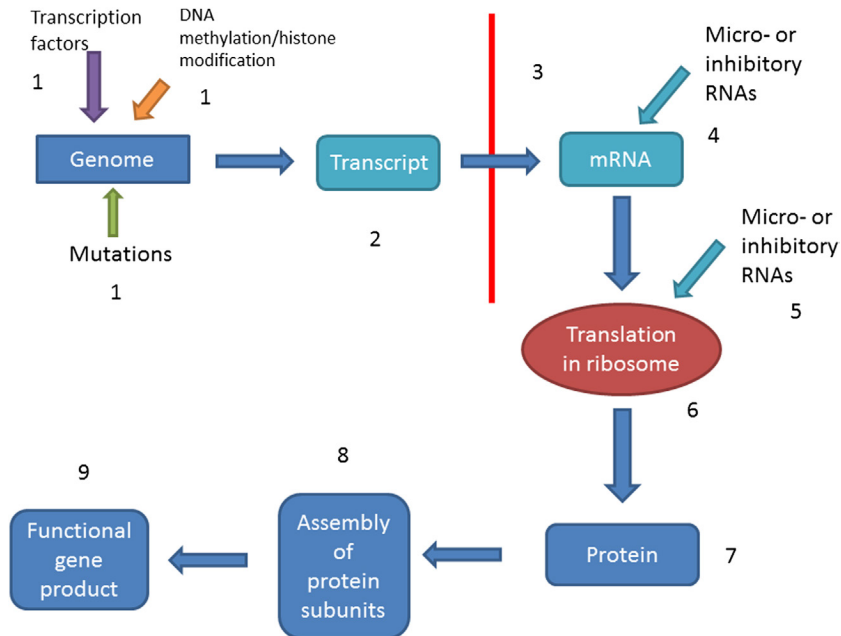 Transcription
factors
1
DNA
methylation/histone
modification
1
Genome
Mutations
1
Transcript
2
3
Micro- or
inhibitory
RNAs
4
mRNA
Micro- or
inhibitory
RNAs
5
Translation
in ribosome
6
Protein
7
8
Assembly
of
protein
subunits
9
Functional
gene
product